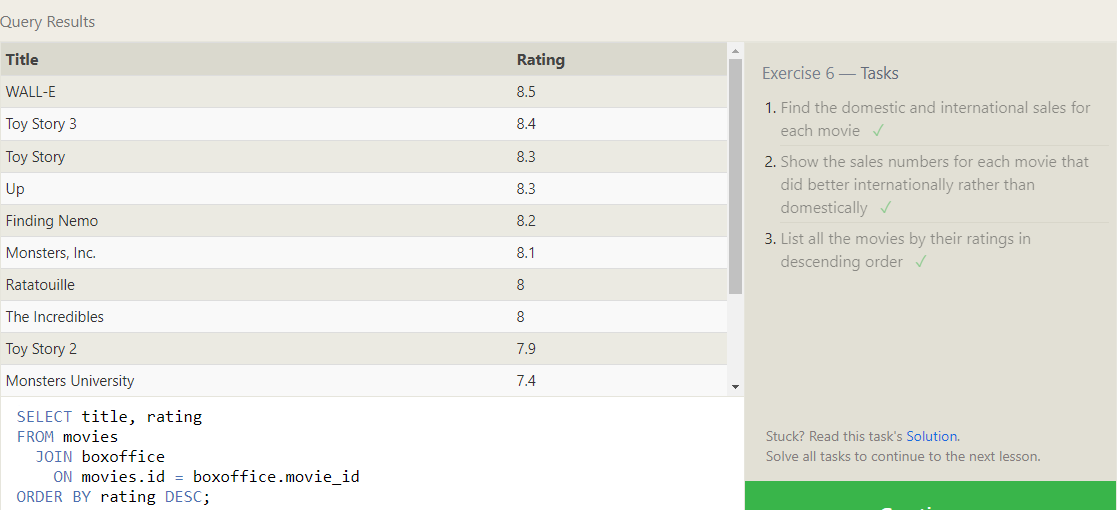 Query Results
Title Rating
WALL-E 8.5
Toy Story 3 8.4
Toy Story 8.3
Up 8.3
Finding Nemo 8.2
Monsters, Inc. 8.1
Ratatouille 8
The Incredibles 8
Toy Story 2 7.9
Monsters University 7.4
SELECT title, rating
FROM movies
JOIN boxoffice
ON movies.id = boxoffice.movie_id
ORDER BY rating DESC;
Exercise 6 — Tasks
1. Find the domestic and international sales for
each movie ✓
2. Show the sales numbers for each movie that
did better internationally rather than
domestically ✓
3. List all the movies by their ratings in
descending order ✓
Stuck? Read this task's Solution.
Solve all tasks to continue to the next lesson.